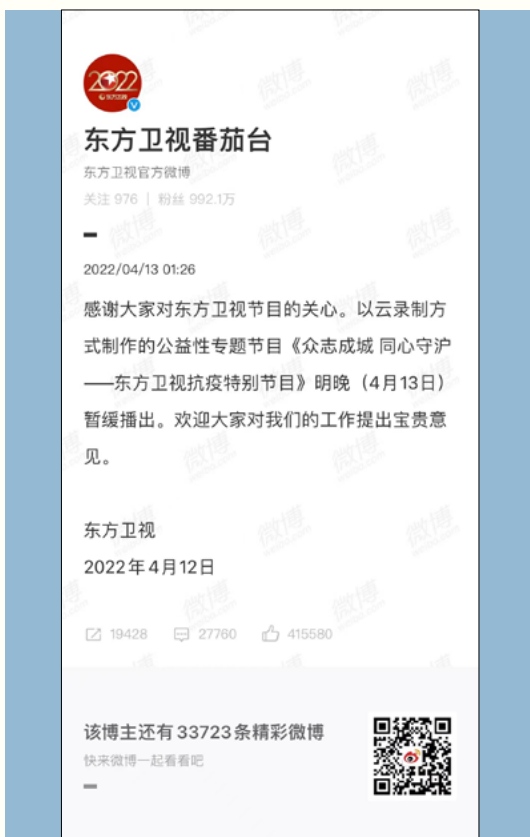 2022
东方卫视番茄台
东方卫视官方微博
关注 976 | 粉丝 992.1万
2022/04/13 01:26
感谢大家对东方卫视节目的关心。以云录制方
式制作的公益性专题节目《众志成城 同心守沪
——东方卫视抗疫特别节目》明晚（4月13日）
暂缓播出。欢迎大家对我们的工作提出宝贵意
见。
东方卫视
2022年4月12日
19428 27760 415580
该博主还有33723条精彩微博
快来微博一起看看吧